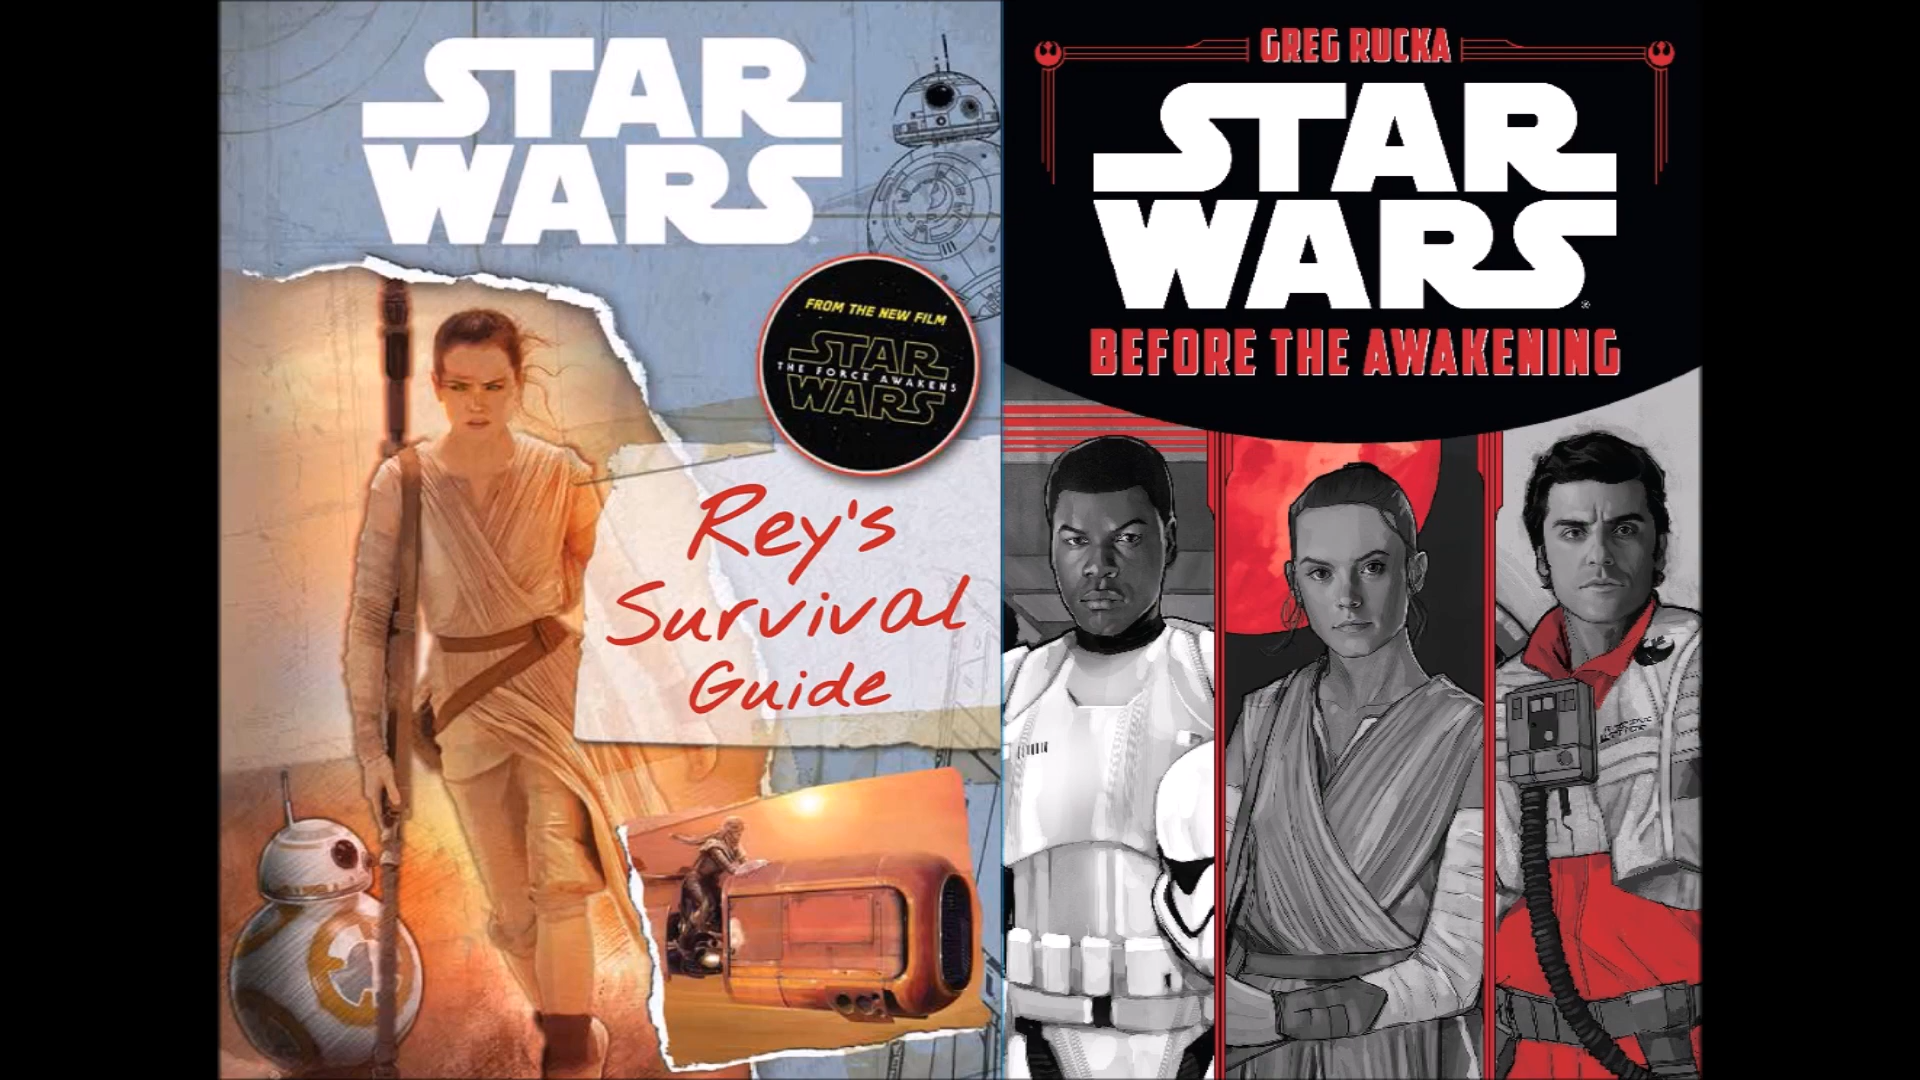 STAR
WARS
FROM THE NEW FILM
STAR
THE FORCE AWAKENS
WARS
Rey's
Survival
Guide
GREG RUCKA
STAR
WARS
BEFORE THE AWAKENING